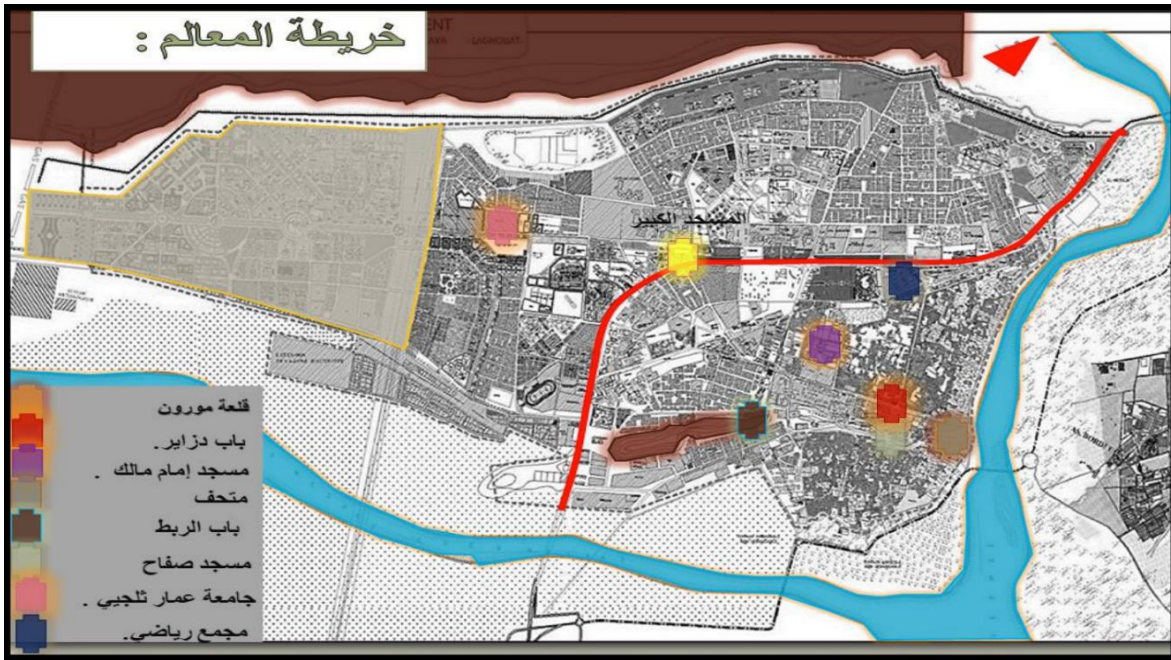 خريطة المعالم :
المسجد الكبير
قلعة مورون
باب دزاير.
مسجد إمام مالك .
متحف
باب الربط
مسجد صفاح
جامعة عمار ثلجيي .
مجمع رياضي.